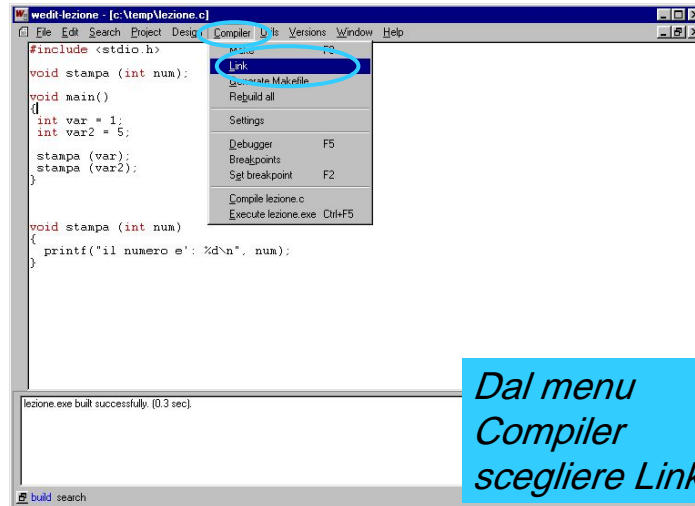 wedit-lezione - [c:\temp\lezione.c]
File Edit Search Project Design Compiler Utils Versions Window Help
#include <stdio.h>
void stampa (int num);
void main()
{
int var = 1;
int var2 = 5;
stampa (var);
stampa (var2);
}
void stampa (int num)
{
printf("il numero e': %d\n", num);
}
Make F9
Link
Generate Makefile
Rebuild all
Settings
Debugger F5
Breakpoints
Set breakpoint F2
Compile lezione.c
Execute lezione.exe Ctrl+F5
lezione.exe built successfully. (0.3 sec).
build search
Dal menu
Compiler
scegliere Link